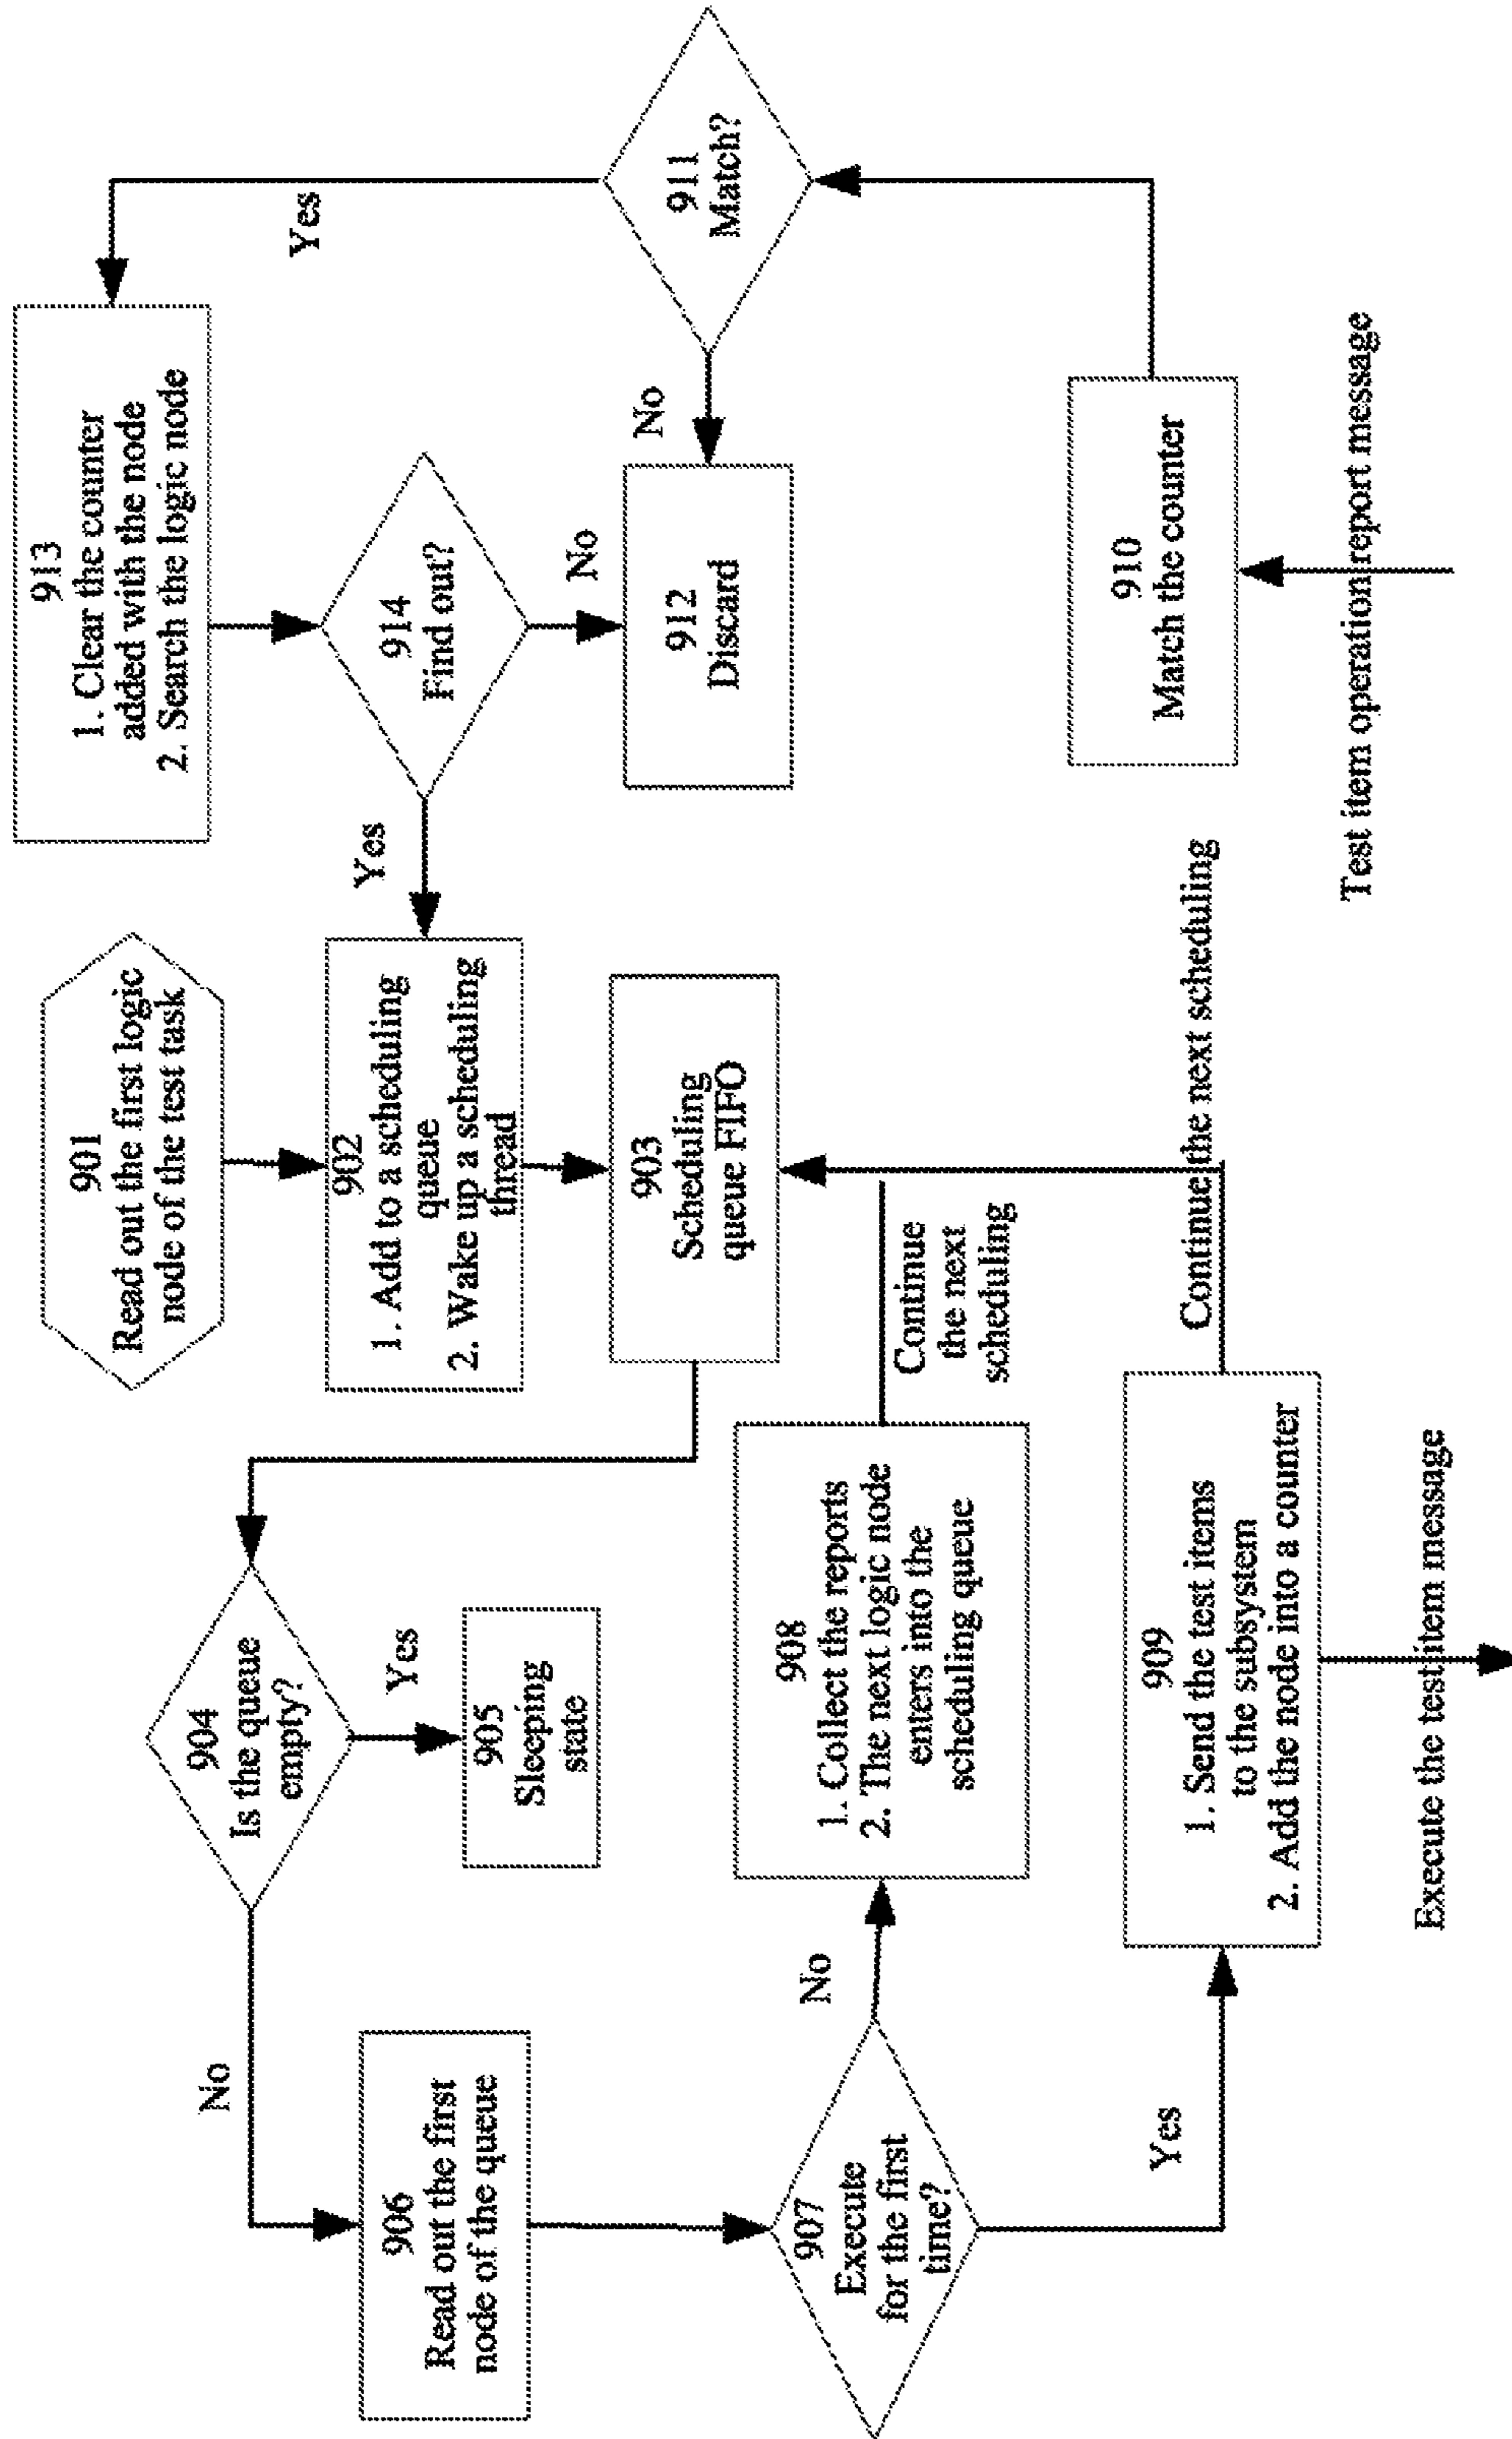 901
Read out the first logic
node of the test task
902
1. Add to a scheduling
queue
2. Wake up a scheduling
thread
903
Scheduling
queue FIFO
904
Is the queue
empty?
Yes
905
Sleeping
state
No
906
Read out the first
node of the queue
907
Execute
for the first
time?
No
908
1. Collect the reports
2. The next logic node
enters into the
scheduling queue
Continue
the next
scheduling
Yes
909
1. Send the test items
to the subsystem
2. Add the node into a counter
Continue the next scheduling
Execute the test item message
Test item operation report message
910
Match the counter
911
Match?
No
912
Discard
Yes
913
1. Clear the counter
added with the node
2. Search the logic node
914
Find out?
No
Yes